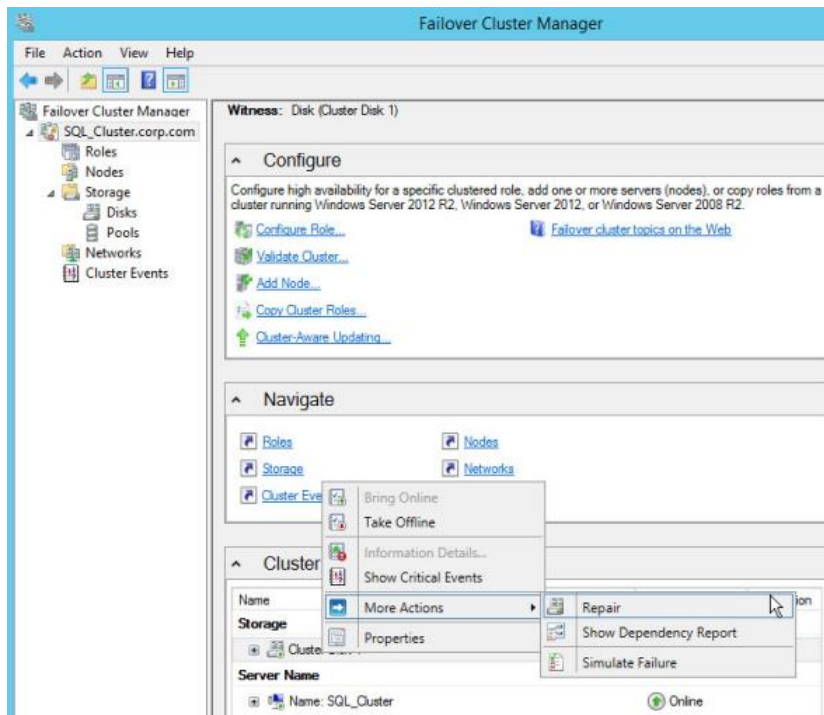 Failover Cluster Manager
File Action View Help
Failover Cluster Manager
SQL_Cluster.corp.com
Roles
Nodes
Storage
Disks
Pools
Networks
Cluster Events
Witness: Disk (Cluster Disk 1)
Configure
Configure high availability for a specific clustered role, add one or more servers (nodes), or copy roles from a
cluster running Windows Server 2012 R2, Windows Server 2012, or Windows Server 2008 R2.
Configure Role...
Failover cluster topics on the Web
Validate Cluster...
Add Node...
Copy Cluster Roles...
Cluster-Aware Updating...
Navigate
Roles
Nodes
Storage
Networks
Cluster Eve
Bring Online
Take Offline
Information Details...
Show Critical Events
More Actions
Properties
Repair
Show Dependency Report
Simulate Failure
Cluster
Name
ion
Storage
Cluste
Server Name
Name: SQL_Cluster
Online